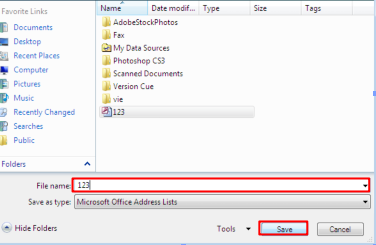 Favorite Links
Documents
Desktop
Recent Places
Computer
Pictures
Music
Recently Changed
Searches
Public
Folders
Name Date modif... Type Size Tags
AdobeStockPhotos
Fax
My Data Sources
Photoshop CS3
Scanned Documents
Version Cue
vie
123
File name: 123
Save as type: Microsoft Office Address Lists
Hide Folders Tools Save Cancel